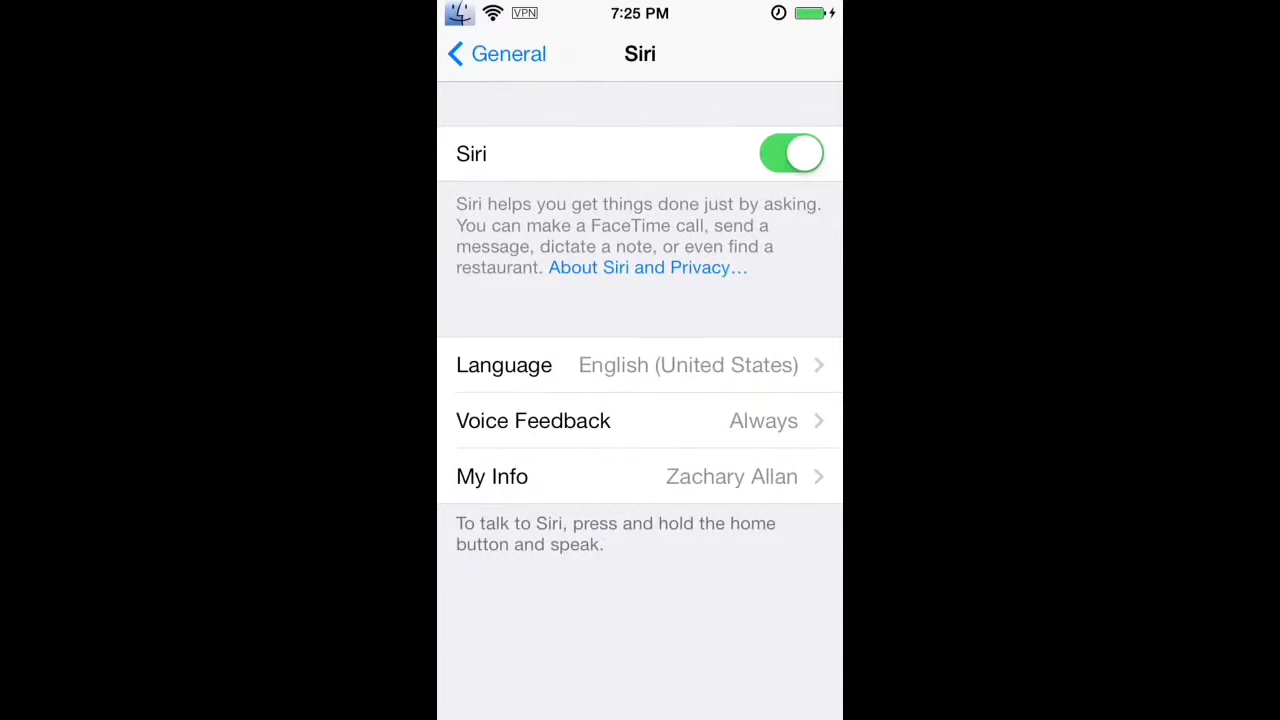 VPN 7:25 PM
General Siri
Siri
Siri helps you get things done just by asking.
You can make a FaceTime call, send a
message, dictate a note, or even find a
restaurant. About Siri and Privacy...
Language English (United States)
Voice Feedback Always
My Info Zachary Allan
To talk to Siri, press and hold the home
button and speak.